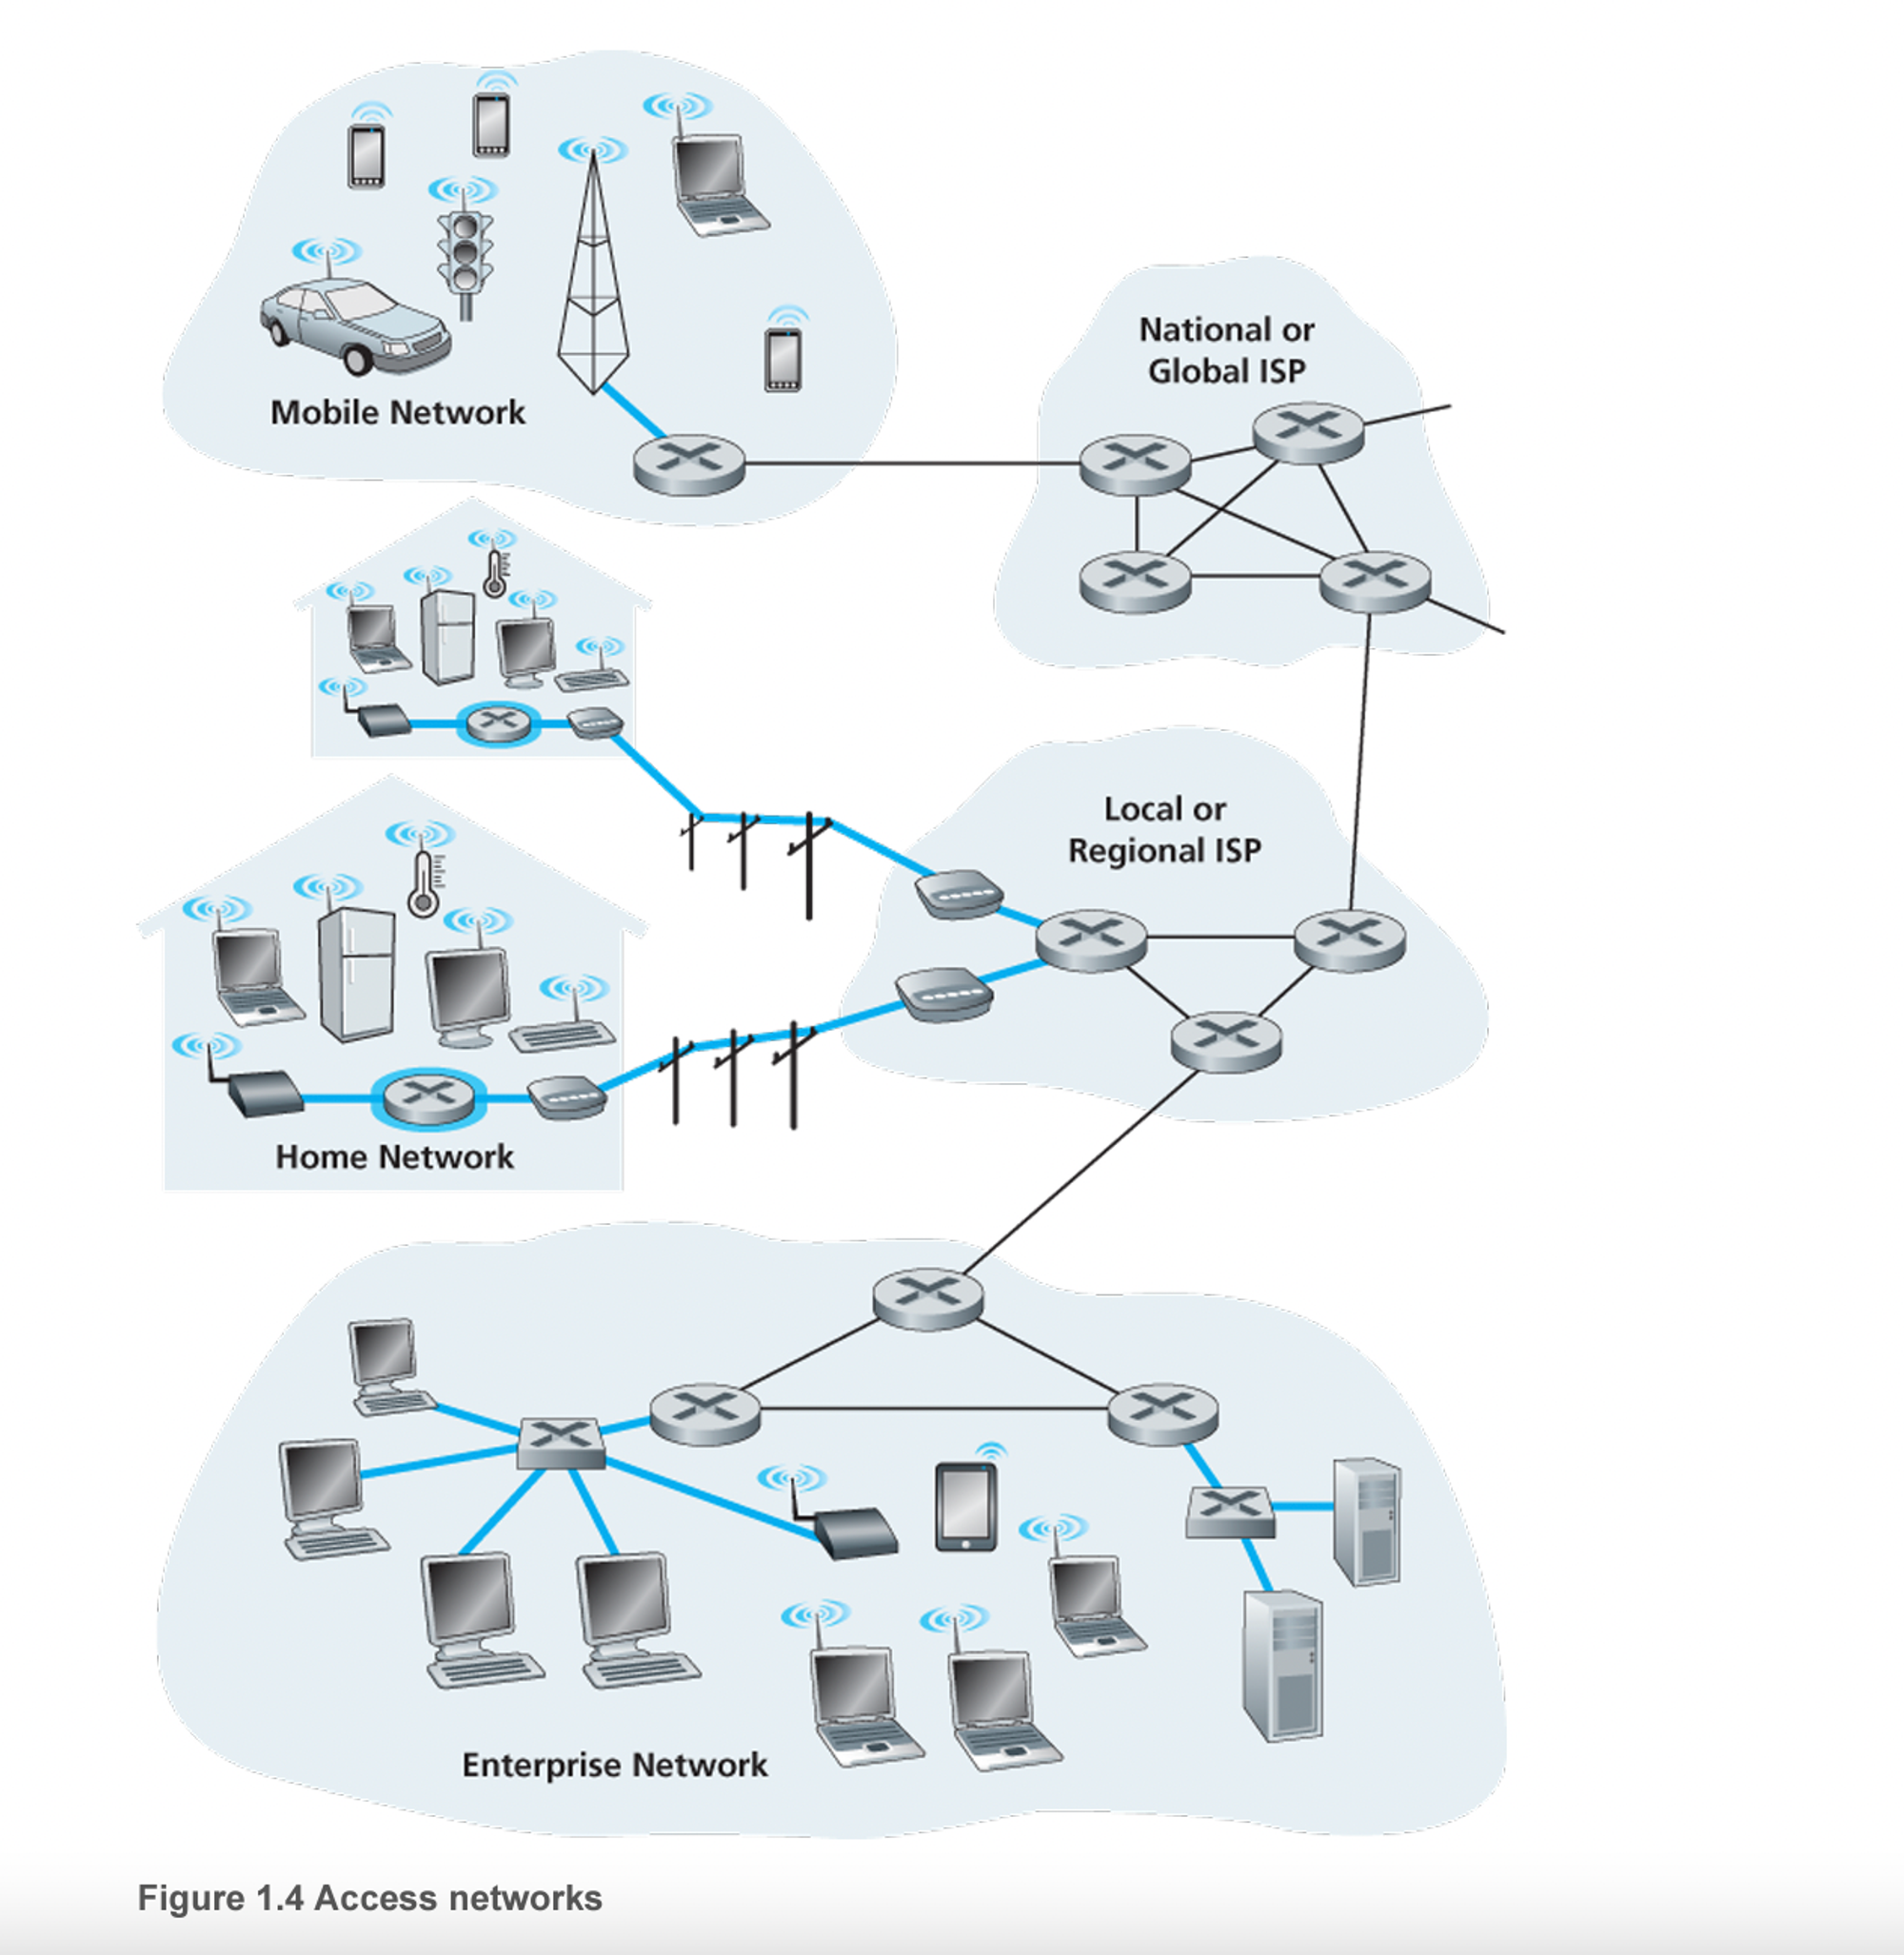 National or
Global ISP
Mobile Network
Local or
Regional ISP
Home Network
Enterprise Network
Figure 1.4 Access networks